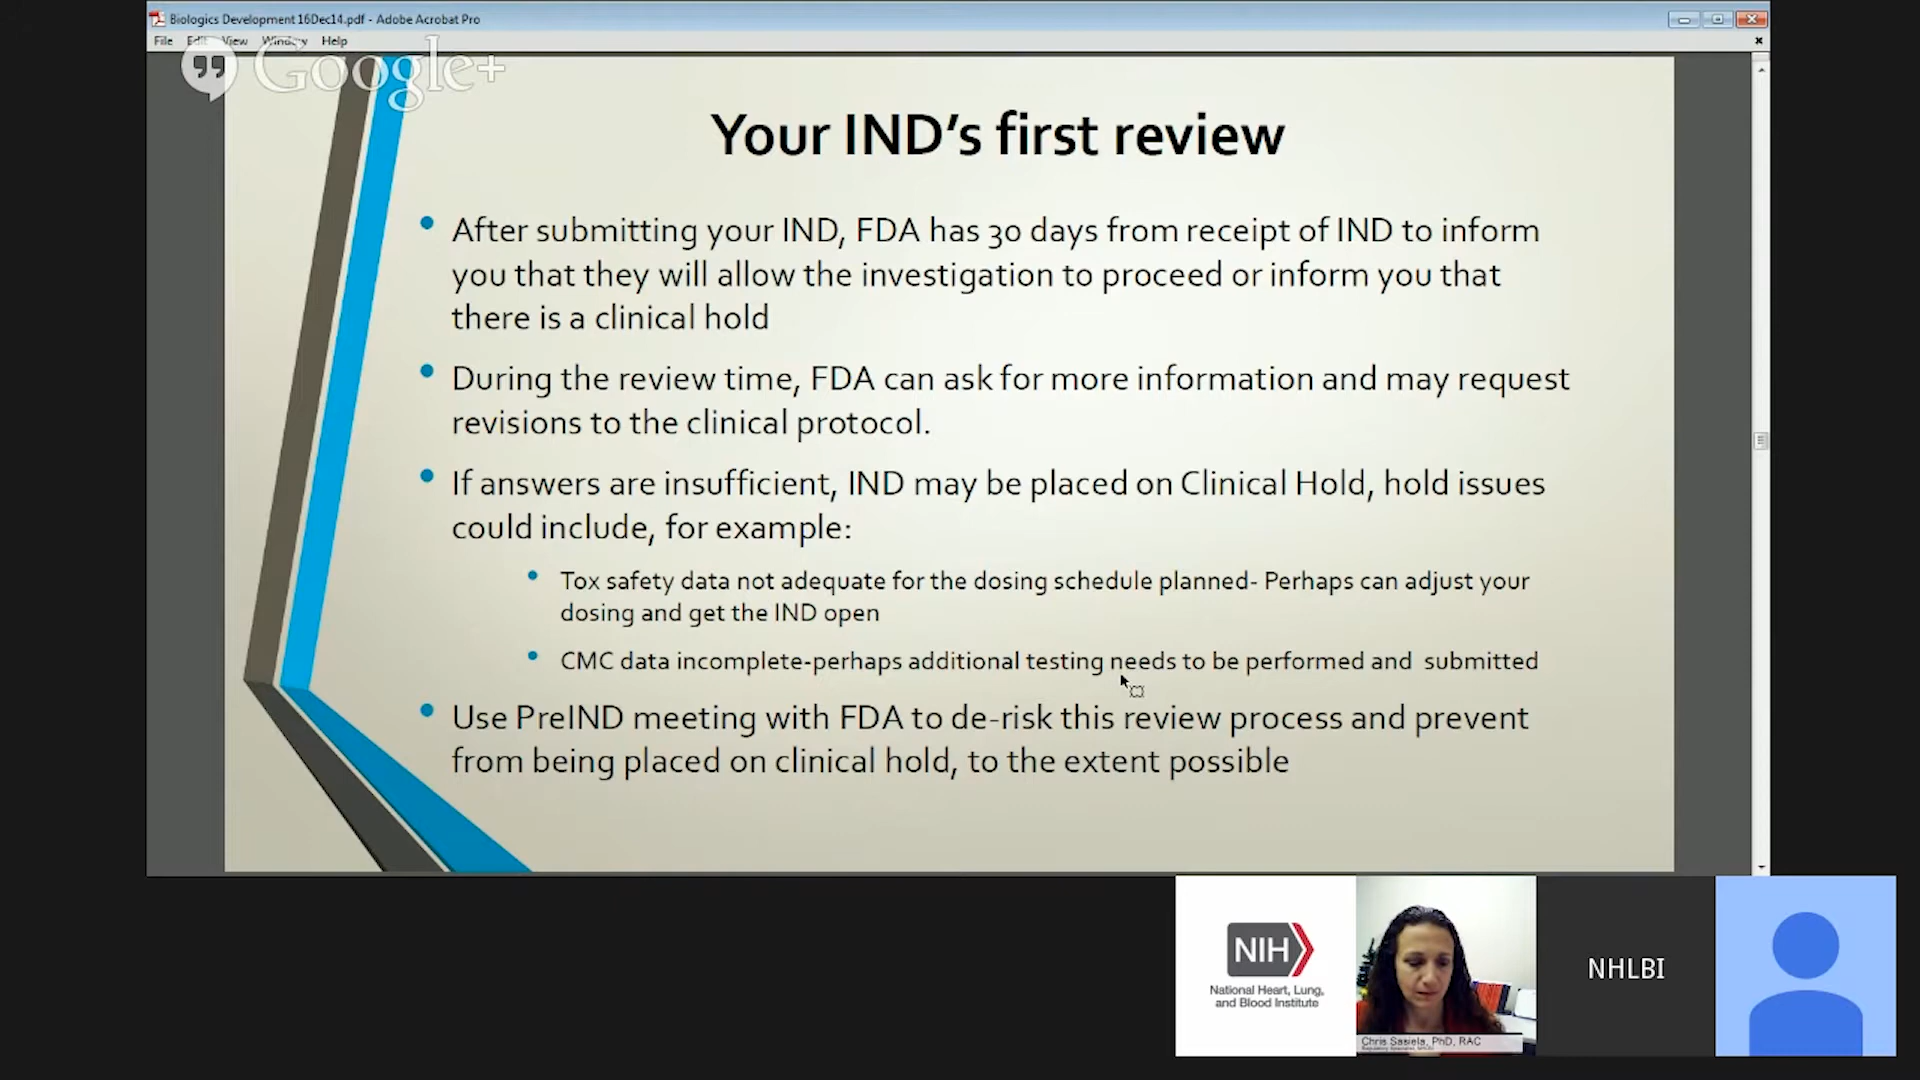 Biologics Development 16Dec14.pdf - Adobe Acrobat Pro
File Edit View Window Help
Google+
Your IND's first review
• After submitting your IND, FDA has 30 days from receipt of IND to inform
you that they will allow the investigation to proceed or inform you that
there is a clinical hold
• During the review time, FDA can ask for more information and may request
revisions to the clinical protocol.
• If answers are insufficient, IND may be placed on Clinical Hold, hold issues
could include, for example:
• Tox safety data not adequate for the dosing schedule planned- Perhaps can adjust your
dosing and get the IND open
• CMC data incomplete-perhaps additional testing needs to be performed and submitted
• Use PreIND meeting with FDA to de-risk this review process and prevent
from being placed on clinical hold, to the extent possible
NIH
National Heart, Lung,
and Blood Institute
Chris Sasiela, PhD, RAC
NHLBI